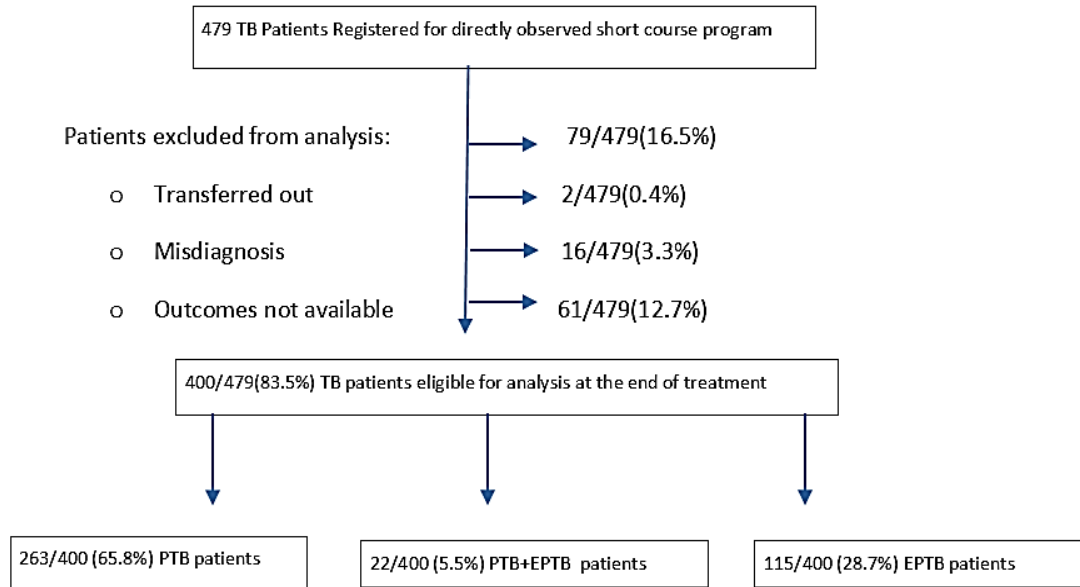 479 TB Patients Registered for directly observed short course program
Patients excluded from analysis: 79/479(16.5%)
o Transferred out 2/479(0.4%)
o Misdiagnosis 16/479(3.3%)
o Outcomes not available 61/479(12.7%)
400/479(83.5%) TB patients eligible for analysis at the end of treatment
263/400 (65.8%) PTB patients
22/400 (5.5%) PTB+EPTB patients
115/400 (28.7%) EPTB patients